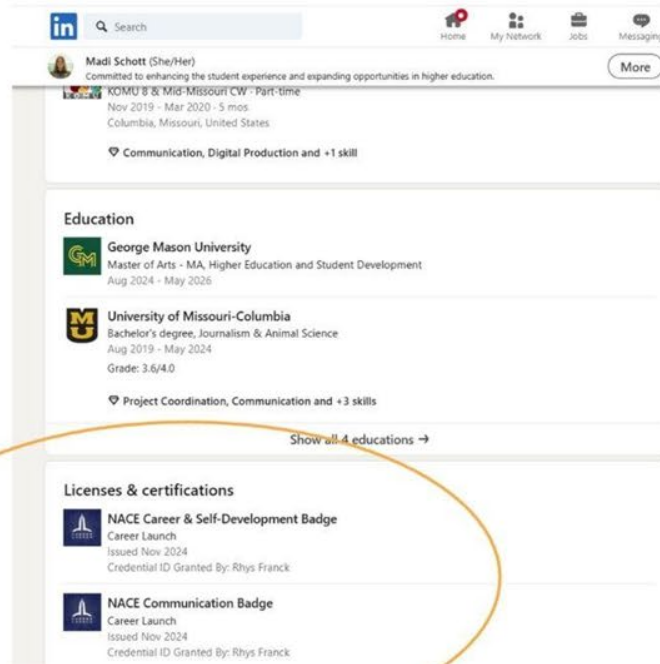 in
Search
Home
My Network
Jobs
Messaging
Madi Schott (She/Her)
Committed to enhancing the student experience and expanding opportunities in higher education.
More
KOMU 8 & Mid-Missouri CW · Part-time
Nov 2019 - Mar 2020 · 5 mos
Columbia, Missouri, United States
Communication, Digital Production and +1 skill
Education
George Mason University
Master of Arts - MA, Higher Education and Student Development
Aug 2024 - May 2026
University of Missouri-Columbia
Bachelor's degree, Journalism & Animal Science
Aug 2019 - May 2024
Grade: 3.6/4.0
Project Coordination, Communication and +3 skills
Show all 4 educations →
Licenses & certifications
NACE Career & Self-Development Badge
Career Launch
Issued Nov 2024
Credential ID Granted By: Rhys Franck
NACE Communication Badge
Career Launch
Issued Nov 2024
Credential ID Granted By: Rhys Franck